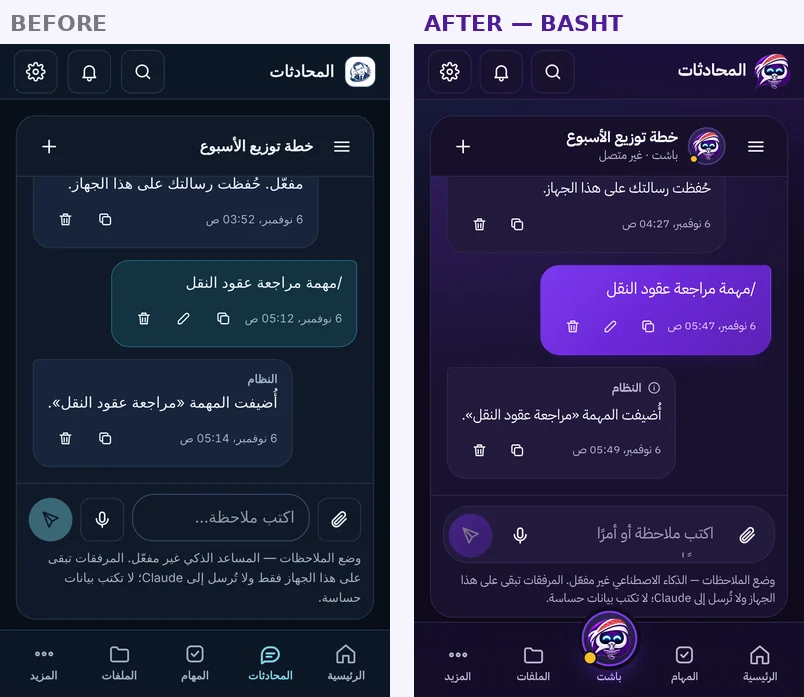 BEFORE
المحادثات
خطة توزيع الأسبوع
مفعّل. حُفظت رسالتك على هذا الجهاز.
6 نوفمبر، 03:52 ص
/مهمة مراجعة عقود النقل
6 نوفمبر، 05:12 ص
النظام
أُضيفت المهمة «مراجعة عقود النقل».
6 نوفمبر، 05:14 ص
اكتب ملاحظة...
وضع الملاحظات — المساعد الذكي غير مفعّل. المرفقات تبقى
على هذا الجهاز فقط ولا تُرسل إلى Claude؛ لا تكتب بيانات
حساسة.
الرئيسية
المهام
المحادثات
الملفات
المزيد
AFTER — BASHT
المحادثات
خطة توزيع الأسبوع
باشت · غير متصل
حُفظت رسالتك على هذا الجهاز.
6 نوفمبر، 04:27 ص
/مهمة مراجعة عقود النقل
6 نوفمبر، 05:47 ص
النظام
أُضيفت المهمة «مراجعة عقود النقل».
6 نوفمبر، 05:49 ص
اكتب ملاحظة أو أمرًا
وضع الملاحظات — الذكاء الاصطناعي غير مفعّل. المرفقات تبقى على هذا
الجهاز ولا تُرسل إلى Claude؛ لا تكتب بيانات حساسة.
الرئيسية
المهام
باشت
الملفات
المزيد